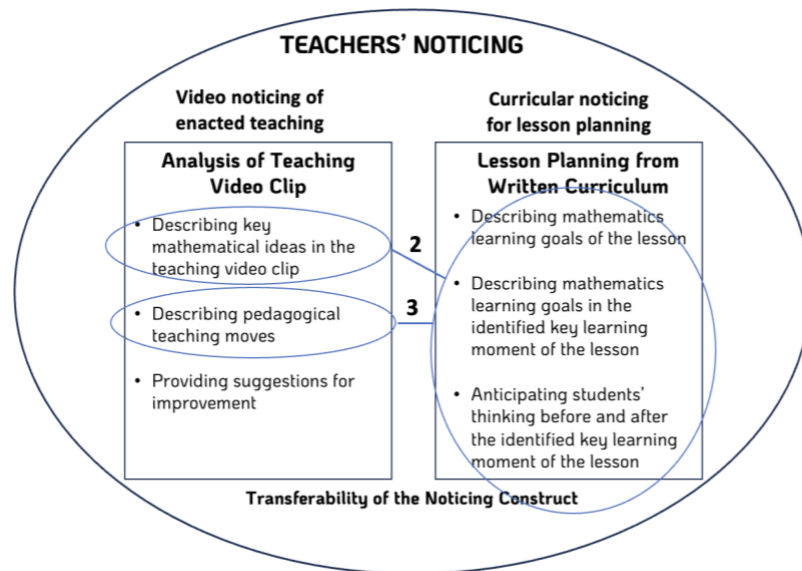 TEACHERS' NOTICING
Video noticing of
enacted teaching
Analysis of Teaching
Video Clip
• Describing key
mathematical ideas in the
teaching video clip
• Describing pedagogical
teaching moves
• Providing suggestions for
improvement
2
3
Curricular noticing
for lesson planning
Lesson Planning from
Written Curriculum
• Describing mathematics
learning goals of the lesson
• Describing mathematics
learning goals in the
identified key learning
moment of the lesson
• Anticipating students'
thinking before and after
the identified key learning
moment of the lesson
Transferability of the Noticing Construct